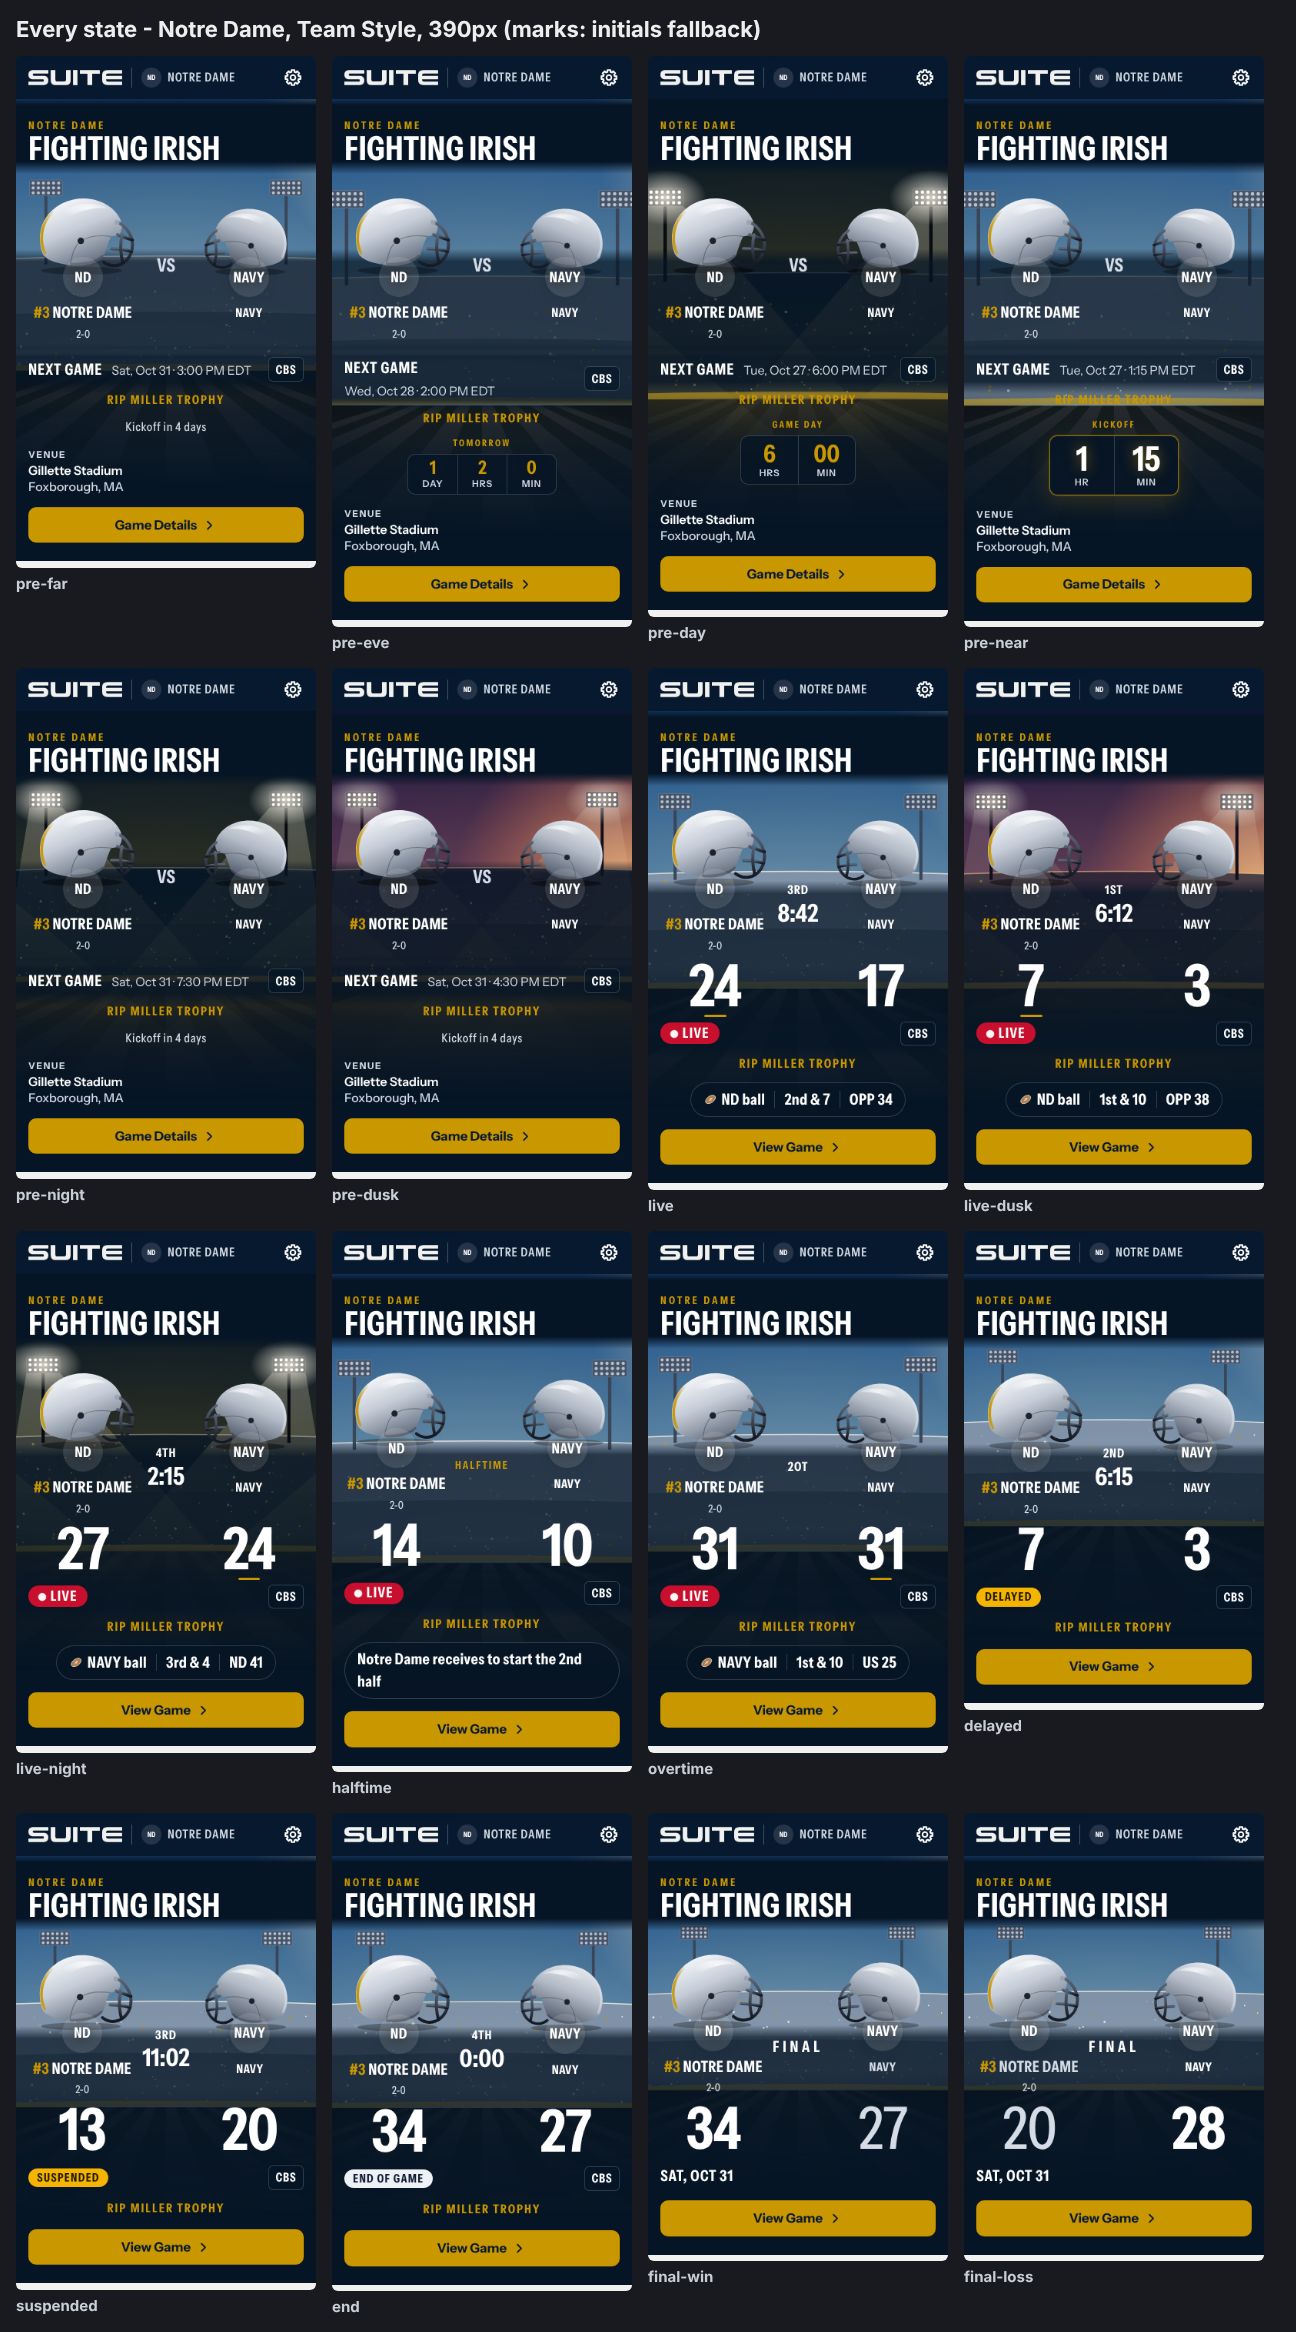 Every state - Notre Dame, Team Style, 390px (marks: initials fallback)
SUITE ND NOTRE DAME
NOTRE DAME
FIGHTING IRISH
VS
ND NAVY
#3 NOTRE DAME NAVY
2-0
NEXT GAME Sat, Oct 31 · 3:00 PM EDT CBS
RIP MILLER TROPHY
Kickoff in 4 days
VENUE
Gillette Stadium
Foxborough, MA
Game Details
pre-far
SUITE ND NOTRE DAME
NOTRE DAME
FIGHTING IRISH
VS
ND NAVY
#3 NOTRE DAME NAVY
2-0
NEXT GAME
Wed, Oct 28 · 2:00 PM EDT CBS
RIP MILLER TROPHY
TOMORROW
1 2 0
DAY HRS MIN
VENUE
Gillette Stadium
Foxborough, MA
Game Details
pre-eve
SUITE ND NOTRE DAME
NOTRE DAME
FIGHTING IRISH
VS
ND NAVY
#3 NOTRE DAME NAVY
2-0
NEXT GAME Tue, Oct 27 · 6:00 PM EDT CBS
RIP MILLER TROPHY
GAME DAY
6 00
HRS MIN
VENUE
Gillette Stadium
Foxborough, MA
Game Details
pre-day
SUITE ND NOTRE DAME
NOTRE DAME
FIGHTING IRISH
VS
ND NAVY
#3 NOTRE DAME NAVY
2-0
NEXT GAME Tue, Oct 27 · 1:15 PM EDT CBS
RIP MILLER TROPHY
KICKOFF
1 15
HR MIN
VENUE
Gillette Stadium
Foxborough, MA
Game Details
pre-near
SUITE ND NOTRE DAME
NOTRE DAME
FIGHTING IRISH
VS
ND NAVY
#3 NOTRE DAME NAVY
2-0
NEXT GAME Sat, Oct 31 · 7:30 PM EDT CBS
RIP MILLER TROPHY
Kickoff in 4 days
VENUE
Gillette Stadium
Foxborough, MA
Game Details
pre-night
SUITE ND NOTRE DAME
NOTRE DAME
FIGHTING IRISH
VS
ND NAVY
#3 NOTRE DAME NAVY
2-0
NEXT GAME Sat, Oct 31 · 4:30 PM EDT CBS
RIP MILLER TROPHY
Kickoff in 4 days
VENUE
Gillette Stadium
Foxborough, MA
Game Details
pre-dusk
SUITE ND NOTRE DAME
NOTRE DAME
FIGHTING IRISH
ND 3RD NAVY
8:42
#3 NOTRE DAME NAVY
2-0
24 17
LIVE CBS
RIP MILLER TROPHY
ND ball 2nd & 7 OPP 34
View Game
live
SUITE ND NOTRE DAME
NOTRE DAME
FIGHTING IRISH
ND 1ST NAVY
6:12
#3 NOTRE DAME NAVY
2-0
7 3
LIVE CBS
RIP MILLER TROPHY
ND ball 1st & 10 OPP 38
View Game
live-dusk
SUITE ND NOTRE DAME
NOTRE DAME
FIGHTING IRISH
ND 4TH NAVY
2:15
#3 NOTRE DAME NAVY
2-0
27 24
LIVE CBS
RIP MILLER TROPHY
NAVY ball 3rd & 4 ND 41
View Game
live-night
SUITE ND NOTRE DAME
NOTRE DAME
FIGHTING IRISH
ND NAVY
HALFTIME
#3 NOTRE DAME NAVY
2-0
14 10
LIVE CBS
RIP MILLER TROPHY
Notre Dame receives to start the 2nd
half
View Game
halftime
SUITE ND NOTRE DAME
NOTRE DAME
FIGHTING IRISH
ND NAVY
2OT
#3 NOTRE DAME NAVY
2-0
31 31
LIVE CBS
RIP MILLER TROPHY
NAVY ball 1st & 10 US 25
View Game
overtime
SUITE ND NOTRE DAME
NOTRE DAME
FIGHTING IRISH
ND 2ND NAVY
6:15
#3 NOTRE DAME NAVY
2-0
7 3
DELAYED CBS
RIP MILLER TROPHY
View Game
delayed
SUITE ND NOTRE DAME
NOTRE DAME
FIGHTING IRISH
ND 3RD NAVY
11:02
#3 NOTRE DAME NAVY
2-0
13 20
SUSPENDED CBS
RIP MILLER TROPHY
View Game
suspended
SUITE ND NOTRE DAME
NOTRE DAME
FIGHTING IRISH
ND 4TH NAVY
0:00
#3 NOTRE DAME NAVY
2-0
34 27
END OF GAME CBS
RIP MILLER TROPHY
View Game
end
SUITE ND NOTRE DAME
NOTRE DAME
FIGHTING IRISH
ND NAVY
FINAL
#3 NOTRE DAME NAVY
2-0
34 27
SAT, OCT 31
View Game
final-win
SUITE ND NOTRE DAME
NOTRE DAME
FIGHTING IRISH
ND NAVY
FINAL
#3 NOTRE DAME NAVY
2-0
20 28
SAT, OCT 31
View Game
final-loss